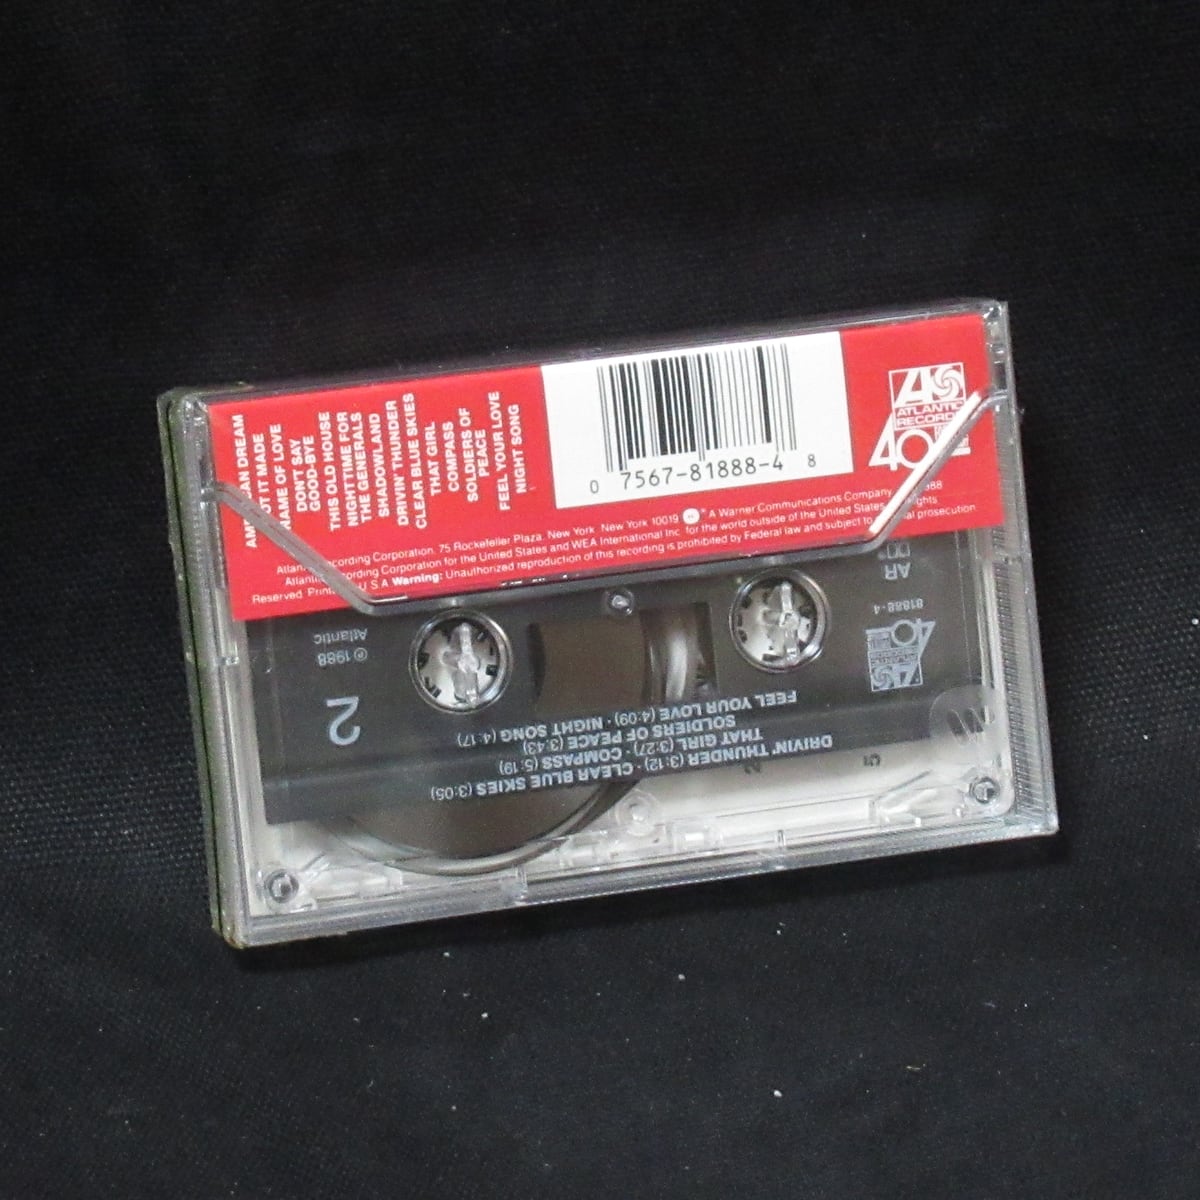 DREAM
IT MADE
NAME OF LOVE
DON'T SAY
GOOD-BYE
THIS OLD HOUSE
NIGHTTIME FOR
THE GENERALS
SHADOWLAND
DRIVIN' THUNDER
CLEAR BLUE SKIES
THAT GIRL
COMPASS
SOLDIERS OF
PEACE
FEEL YOUR LOVE
NIGHT SONG
0 7567-81888-4 8
ATLANTIC
RECORDS
40
Recording Corporation, 75 Rockefeller Plaza, New York, New York 10019 ® A Warner Communications Company
Recording Corporation for the United States and WEA International Inc. for the world outside of the United States.
Reserved. U S A Warning: Unauthorized reproduction of this recording is prohibited by Federal law and subject to prosecution
Atlantic
℗ 1988
2
AR
81888-4
40
ATLANTIC
DRIVIN' THUNDER (3:12) · CLEAR BLUE SKIES (3:05)
THAT GIRL (3:27) · COMPASS (5:19)
SOLDIERS OF PEACE (3:43)
FEEL YOUR LOVE (4:09) · NIGHT SONG (4:17)